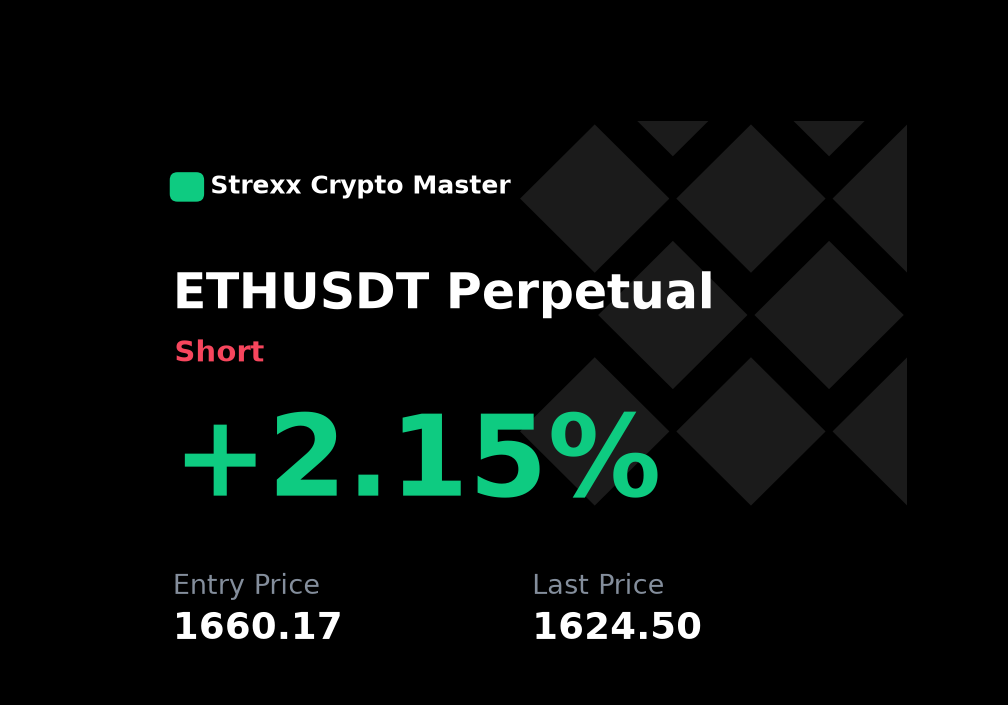 Strexx Crypto Master
ETHUSDT Perpetual
Short
+2.15%
Entry Price Last Price
1660.17 1624.50